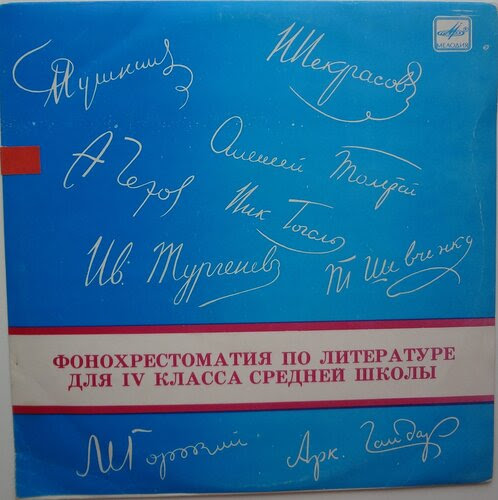 Пушкин
Н Некрасов
МЕЛОДИЯ
А Чехов
Алексей Толстой
Ник Гоголь
Ив. Тургенев
Т Шевченко
ФОНОХРЕСТОМАТИЯ ПО ЛИТЕРАТУРЕ
ДЛЯ IV КЛАССА СРЕДНЕЙ ШКОЛЫ
М Горький
Арк. Гайдар